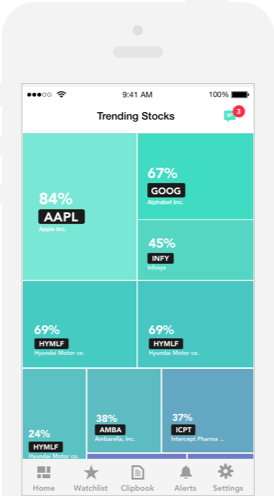 9:41 AM
100%
Trending Stocks
3
84%
AAPL
Apple Inc.
67%
GOOG
Alphabet Inc.
45%
INFY
Infosys
69%
HYMLF
Hyundai Motor co.
69%
HYMLF
Hyundai Motor co.
24%
HYMLF
Hyundai Motor co.
38%
AMBA
Ambarella, Inc.
37%
ICPT
Intercept Pharma ...
Home
Watchlist
Clipbook
Alerts
Settings